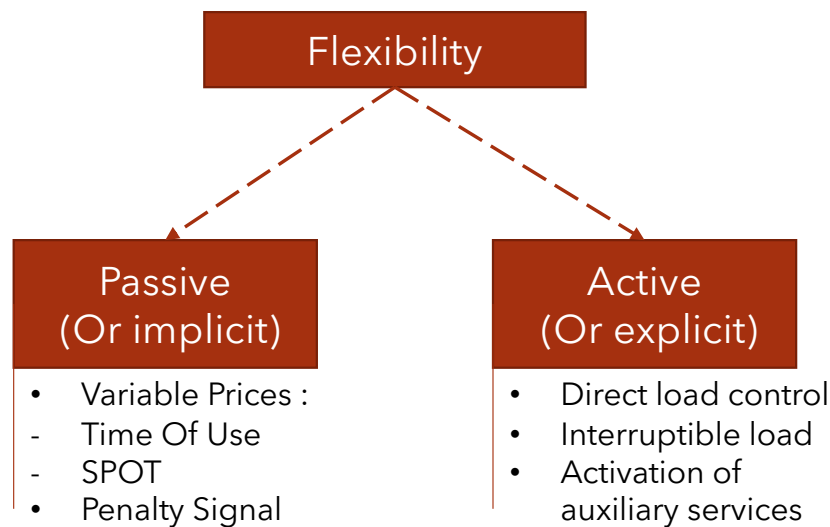 Flexibility
Passive
(Or implicit)
• Variable Prices :
- Time Of Use
- SPOT
• Penalty Signal
Active
(Or explicit)
• Direct load control
• Interruptible load
• Activation of
auxiliary services